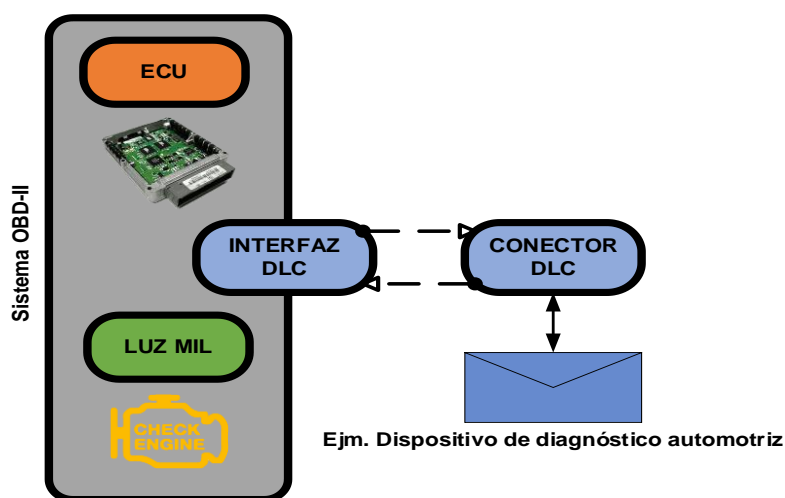 Sistema OBD-II
ECU
INTERFAZ
DLC
CONECTOR
DLC
LUZ MIL
CHECK
ENGINE
Ejm. Dispositivo de diagnóstico automotriz